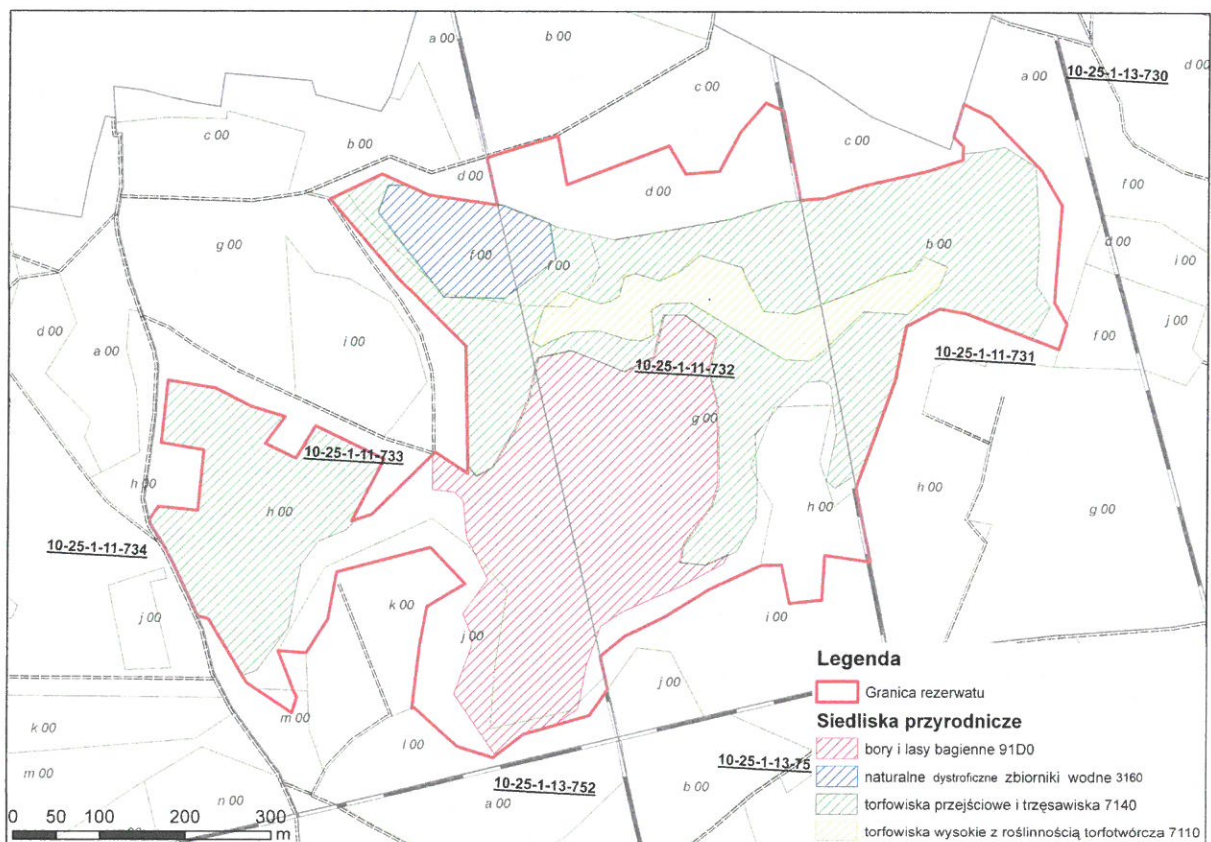 a 00
b 00
a 00
10-25-1-13-730
d 00
c 00
c 00
b 00
c 00
d 00
d 00
f 00
g 00
f 00
f 00
b 00
d 00
i 00
d 00
a 00
i 00
j 00
f 00
10-25-1-11-732
10-25-1-11-731
g 00
10-25-1-11-733
h 00
h 00
h 00
h 00
g 00
10-25-1-11-734
j 00
k 00
j 00
i 00
j 00
m 00
k 00
l 00
m 00
n 00
10-25-1-13-752
a 00
b 00
10-25-1-13-75
0 50 100 200 300
m
Legenda
Granica rezerwatu
Siedliska przyrodnicze
bory i lasy bagienne 91D0
naturalne dystroficzne zbiorniki wodne 3160
torfowiska przejściowe i trzęsawiska 7140
torfowiska wysokie z roślinnością torfotwórcza 7110